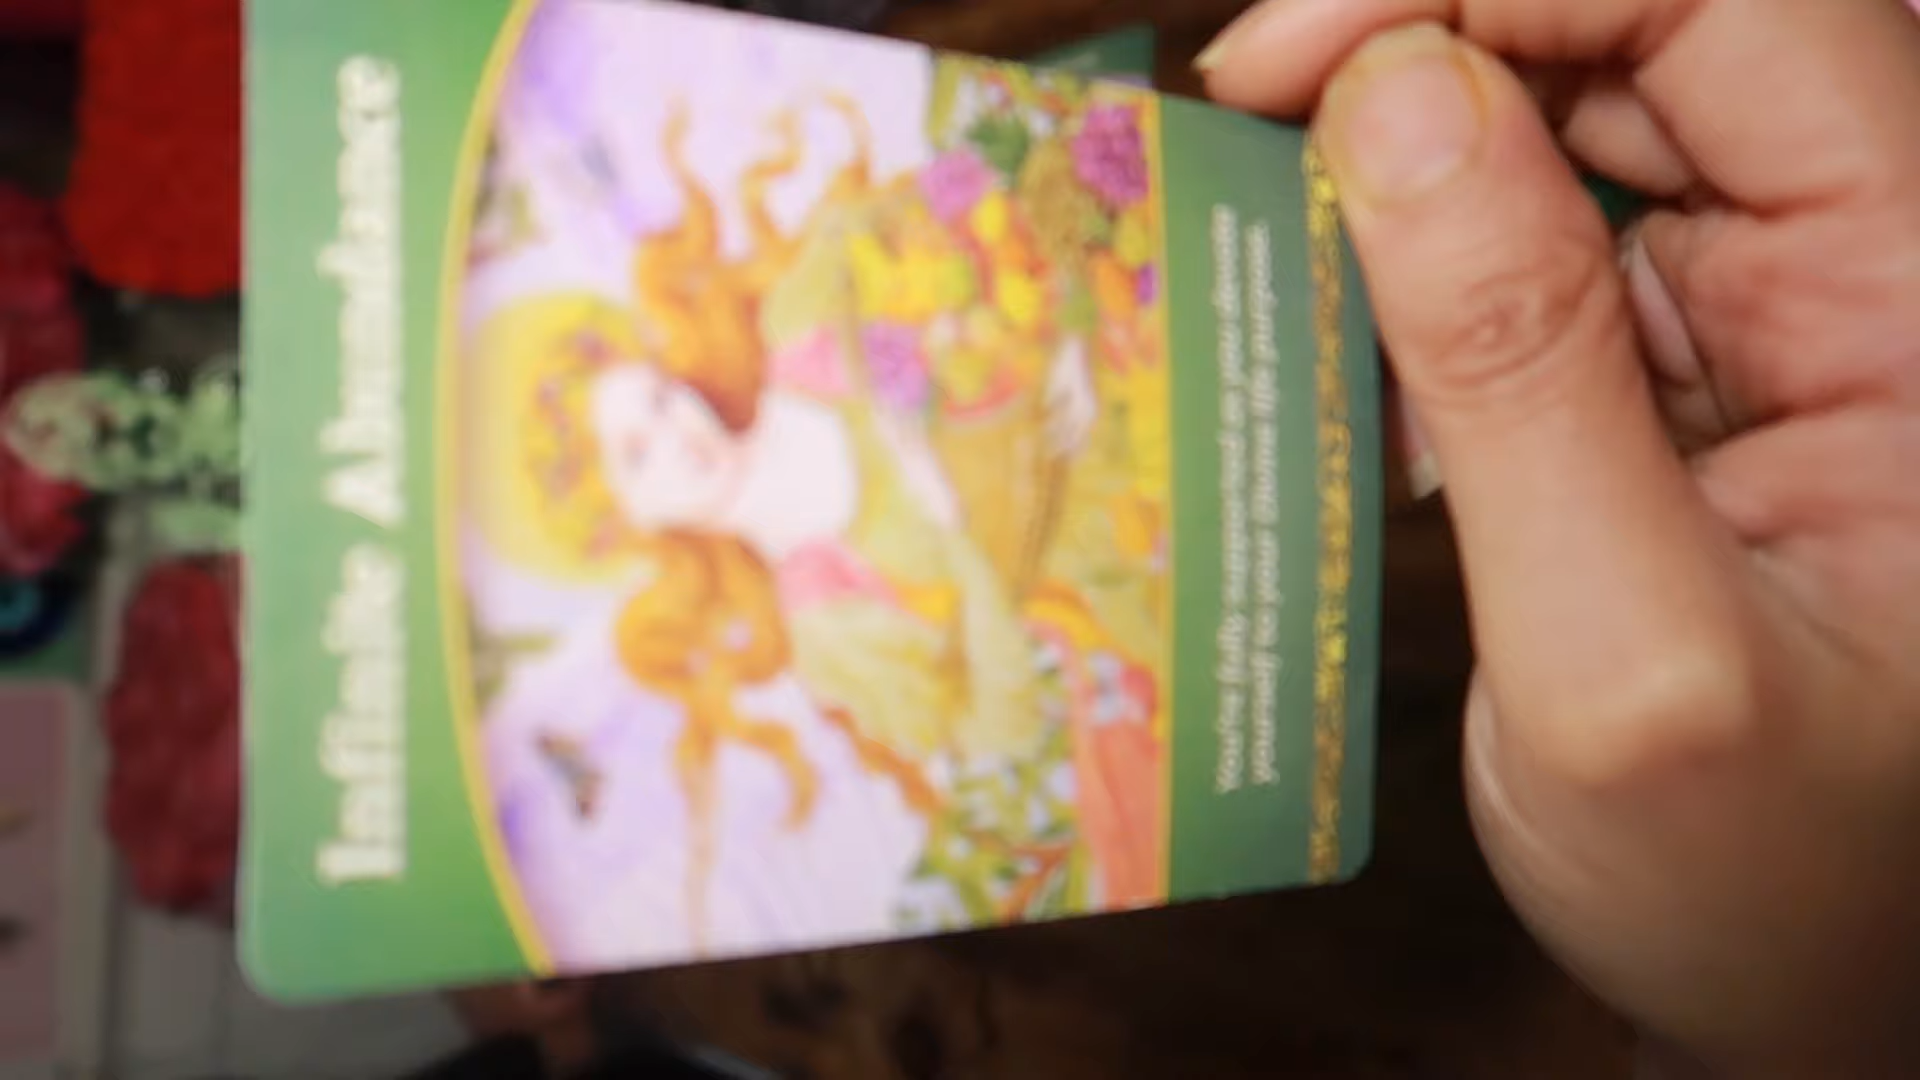 Infinite Abundance
You're fully supported as you devote
yourself to your divine life purpose.